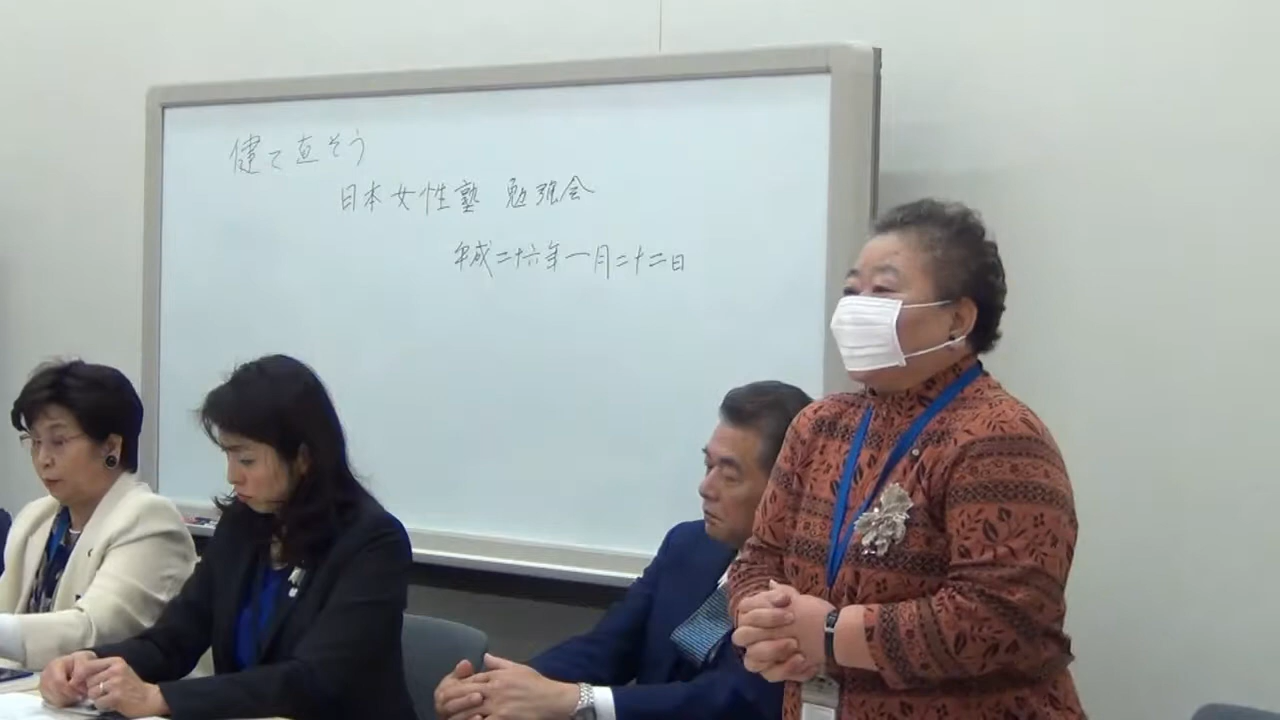 健て直そう
日本女性塾 勉強会
平成二十六年一月二十二日